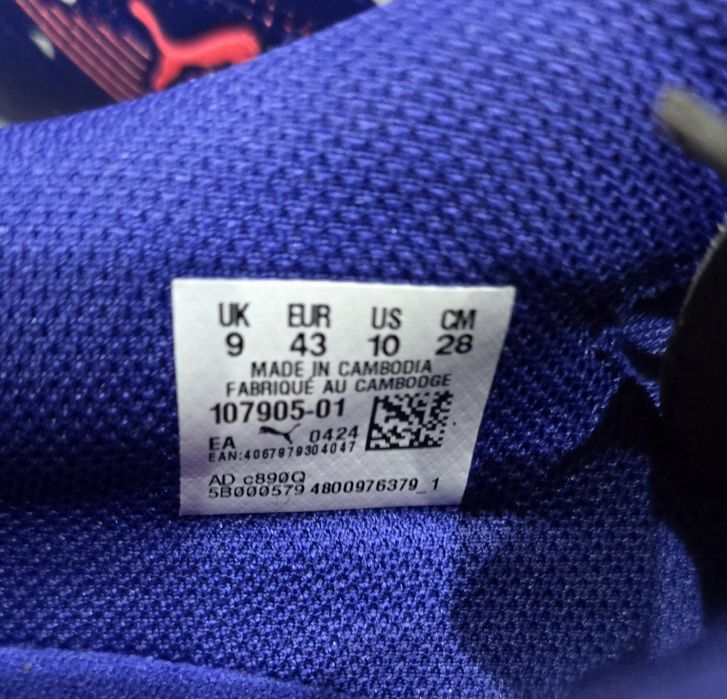 UK EUR US CM
9 43 10 28
MADE IN CAMBODIA
FABRIQUÉ AU CAMBODGE
107905-01
EA 0424
EAN:4067979304047
AD c890Q
5B000579 4800976379_1